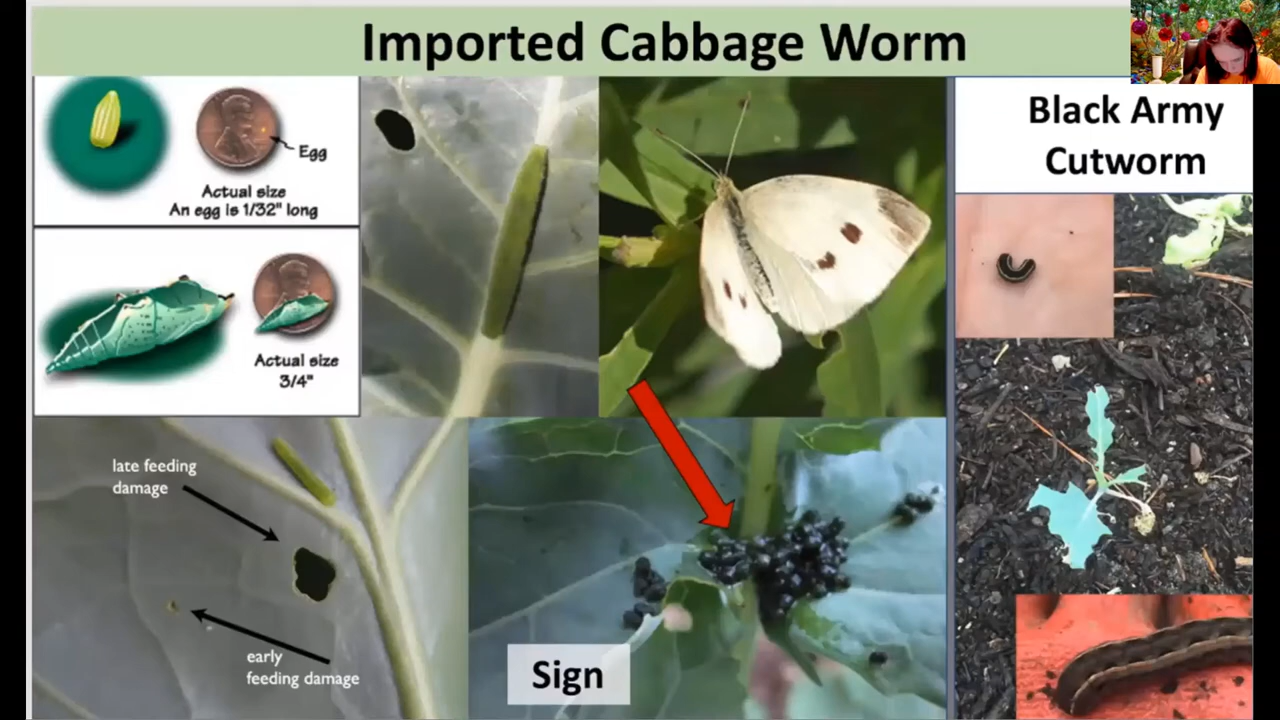 Imported Cabbage Worm
Egg
Actual size
An egg is 1/32" long
Actual size
3/4"
late feeding
damage
early
feeding damage
Sign
Black Army
Cutworm